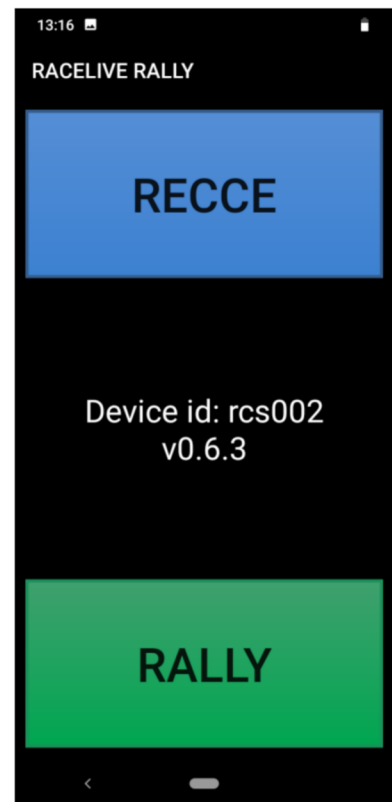 13:16
RACELIVE RALLY
RECCE
Device id: rcs002
v0.6.3
RALLY